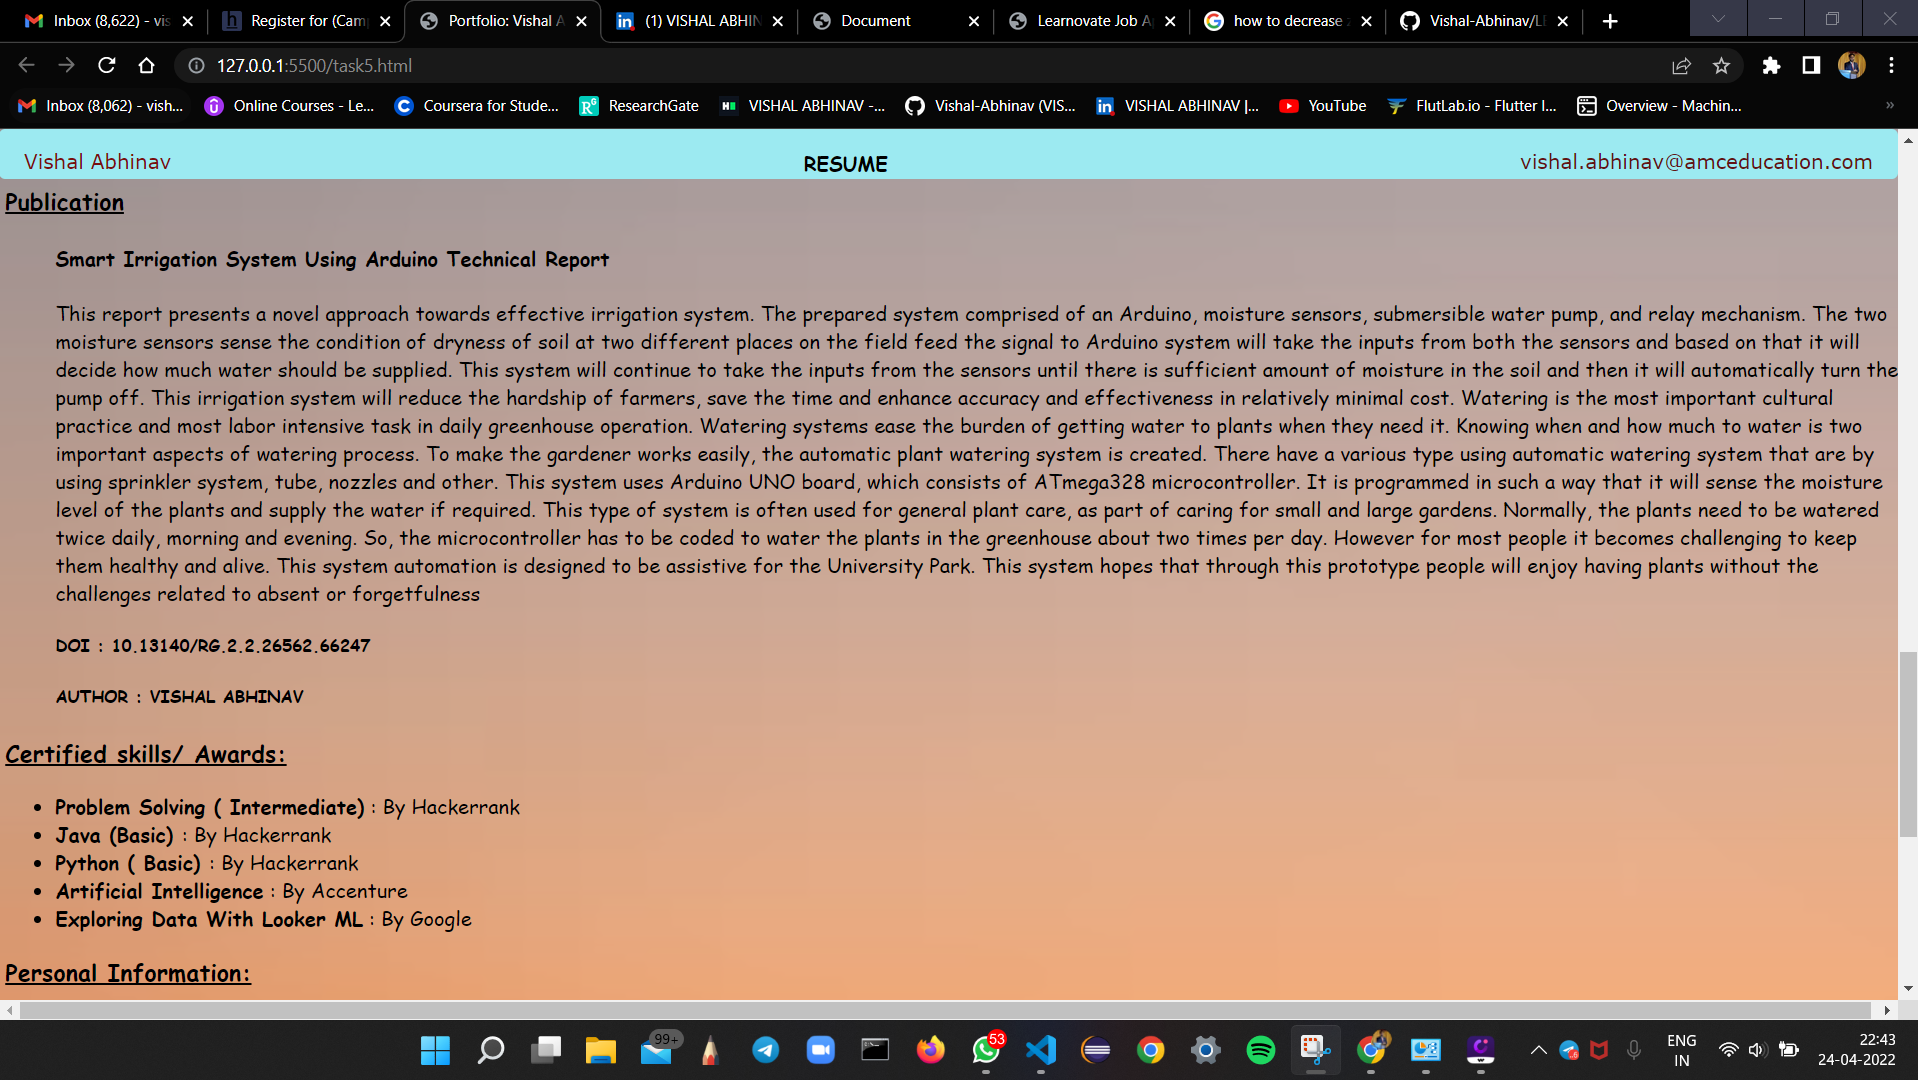 Inbox (8,622) - vis
Register for (Cam
Portfolio: Vishal A
(1) VISHAL ABHIN
Document
Learnovate Job A
how to decrease
Vishal-Abhinav/LE
127.0.0.1:5500/task5.html
Inbox (8,062) - vish...
Online Courses - Le...
Coursera for Stude...
ResearchGate
VISHAL ABHINAV -...
Vishal-Abhinav (VIS...
VISHAL ABHINAV |...
YouTube
FlutLab.io - Flutter I...
Overview - Machin...
»
Vishal Abhinav
RESUME
vishal.abhinav@amceducation.com
Publication
Smart Irrigation System Using Arduino Technical Report
This report presents a novel approach towards effective irrigation system. The prepared system comprised of an Arduino, moisture sensors, submersible water pump, and relay mechanism. The two
moisture sensors sense the condition of dryness of soil at two different places on the field feed the signal to Arduino system will take the inputs from both the sensors and based on that it will
decide how much water should be supplied. This system will continue to take the inputs from the sensors until there is sufficient amount of moisture in the soil and then it will automatically turn the
pump off. This irrigation system will reduce the hardship of farmers, save the time and enhance accuracy and effectiveness in relatively minimal cost. Watering is the most important cultural
practice and most labor intensive task in daily greenhouse operation. Watering systems ease the burden of getting water to plants when they need it. Knowing when and how much to water is two
important aspects of watering process. To make the gardener works easily, the automatic plant watering system is created. There have a various type using automatic watering system that are by
using sprinkler system, tube, nozzles and other. This system uses Arduino UNO board, which consists of ATmega328 microcontroller. It is programmed in such a way that it will sense the moisture
level of the plants and supply the water if required. This type of system is often used for general plant care, as part of caring for small and large gardens. Normally, the plants need to be watered
twice daily, morning and evening. So, the microcontroller has to be coded to water the plants in the greenhouse about two times per day. However for most people it becomes challenging to keep
them healthy and alive. This system automation is designed to be assistive for the University Park. This system hopes that through this prototype people will enjoy having plants without the
challenges related to absent or forgetfulness
DOI : 10.13140/RG.2.2.26562.66247
AUTHOR : VISHAL ABHINAV
Certified skills/ Awards:
• Problem Solving ( Intermediate) : By Hackerrank
• Java (Basic) : By Hackerrank
• Python ( Basic) : By Hackerrank
• Artificial Intelligence : By Accenture
• Exploring Data With Looker ML : By Google
Personal Information:
99+
53
ENG
IN
22:43
24-04-2022